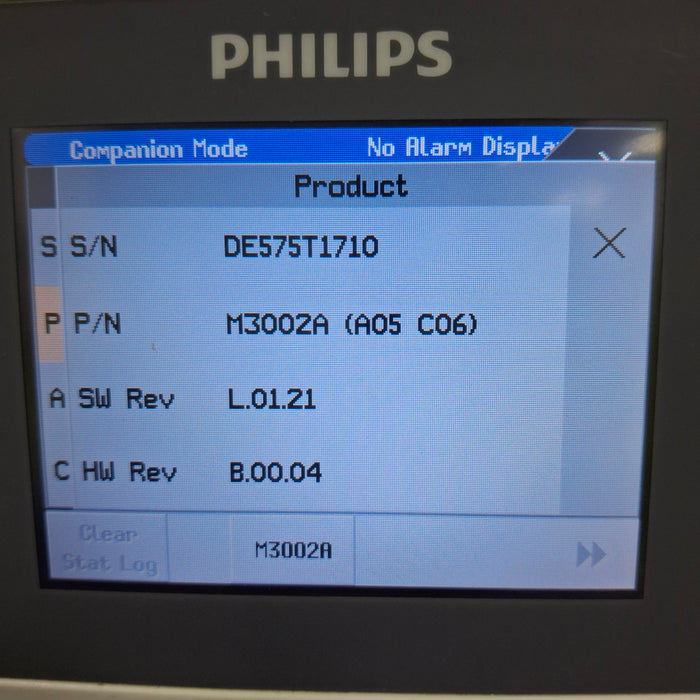 PHILIPS
Companion Mode No Alarm Displa
Product
S S/N DE575T1710
P P/N M3002A (A05 C06)
A SW Rev L.01.21
C HW Rev B.00.04
Clear
Stat Log
M3002A